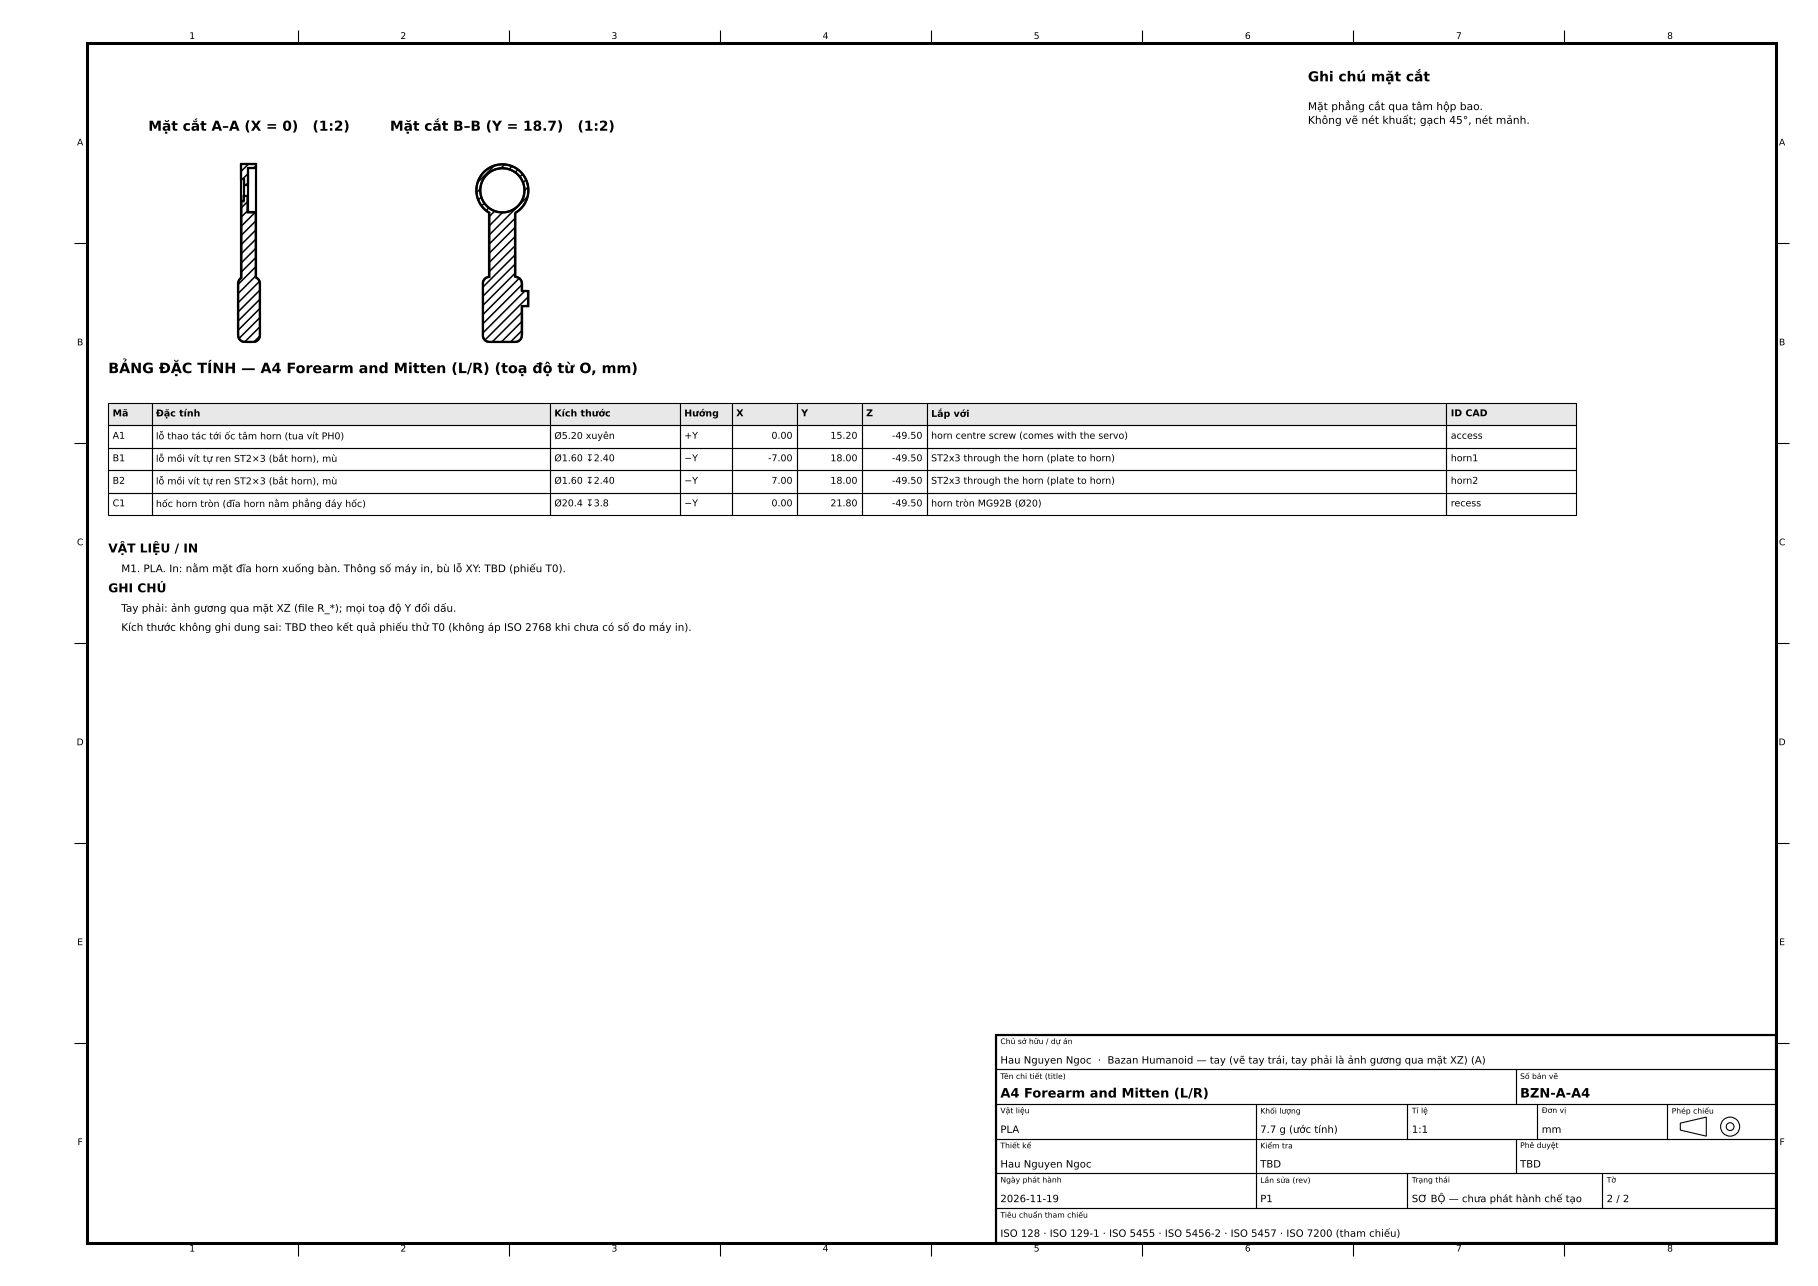 1 2 3 4 5 6 7 8
Ghi chú mặt cắt
Mặt phẳng cắt qua tâm hộp bao.
Không vẽ nét khuất; gạch 45°, nét mảnh.
Mặt cắt A–A (X = 0) (1:2)
Mặt cắt B–B (Y = 18.7) (1:2)
A A
B B
BẢNG ĐẶC TÍNH — A4 Forearm and Mitten (L/R) (toạ độ từ O, mm)
Mã Đặc tính Kích thước Hướng X Y Z Lắp với ID CAD
A1 lỗ thao tác tới ốc tâm horn (tua vít PH0) Ø5.20 xuyên +Y 0.00 15.20 -49.50 horn centre screw (comes with the servo) access
B1 lỗ mồi vít tự ren ST2×3 (bắt horn), mù Ø1.60 ↧2.40 −Y -7.00 18.00 -49.50 ST2x3 through the horn (plate to horn) horn1
B2 lỗ mồi vít tự ren ST2×3 (bắt horn), mù Ø1.60 ↧2.40 −Y 7.00 18.00 -49.50 ST2x3 through the horn (plate to horn) horn2
C1 hốc horn tròn (đĩa horn nằm phẳng đáy hốc) Ø20.4 ↧3.8 −Y 0.00 21.80 -49.50 horn tròn MG92B (Ø20) recess
C C
VẬT LIỆU / IN
M1. PLA. In: nằm mặt đĩa horn xuống bàn. Thông số máy in, bù lỗ XY: TBD (phiếu T0).
GHI CHÚ
Tay phải: ảnh gương qua mặt XZ (file R_*); mọi toạ độ Y đổi dấu.
Kích thước không ghi dung sai: TBD theo kết quả phiếu thử T0 (không áp ISO 2768 khi chưa có số đo máy in).
D D
E E
F F
Chủ sở hữu / dự án
Hau Nguyen Ngoc · Bazan Humanoid — tay (vẽ tay trái, tay phải là ảnh gương qua mặt XZ) (A)
Tên chi tiết (title) Số bản vẽ
A4 Forearm and Mitten (L/R) BZN-A-A4
Vật liệu Khối lượng Tỉ lệ Đơn vị Phép chiếu
PLA 7.7 g (ước tính) 1:1 mm
Thiết kế Kiểm tra Phê duyệt
Hau Nguyen Ngoc TBD TBD
Ngày phát hành Lần sửa (rev) Trạng thái Tờ
2026-11-19 P1 SƠ BỘ — chưa phát hành chế tạo 2 / 2
Tiêu chuẩn tham chiếu
ISO 128 · ISO 129-1 · ISO 5455 · ISO 5456-2 · ISO 5457 · ISO 7200 (tham chiếu)
1 2 3 4 5 6 7 8